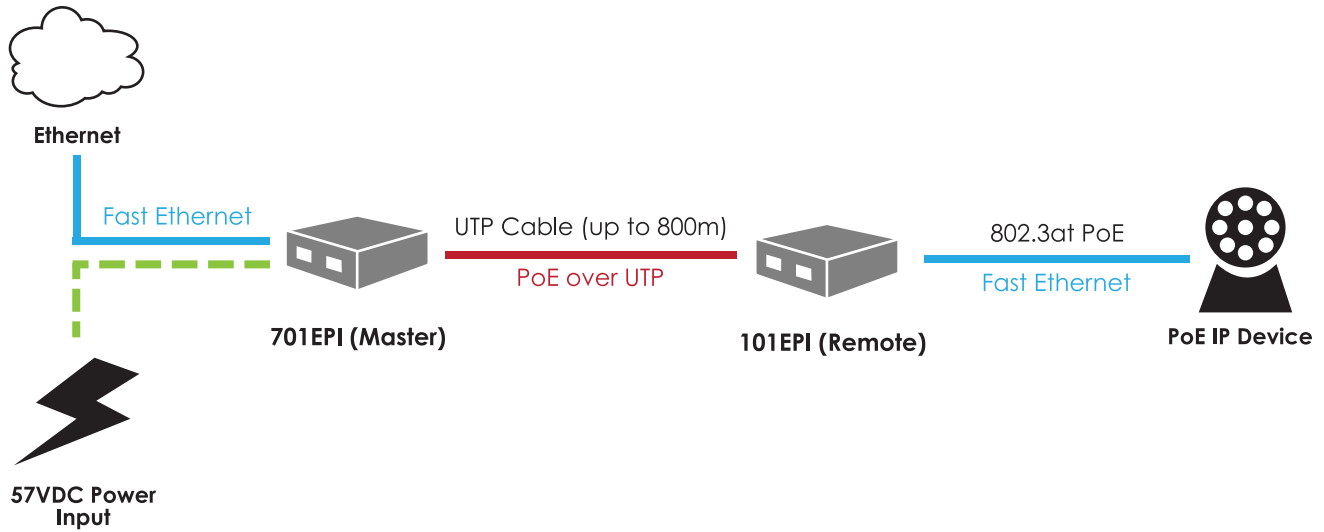 Ethernet
Fast Ethernet
UTP Cable (up to 800m)
PoE over UTP
802.3at PoE
Fast Ethernet
701EPI (Master)
101EPI (Remote)
PoE IP Device
57VDC Power
Input